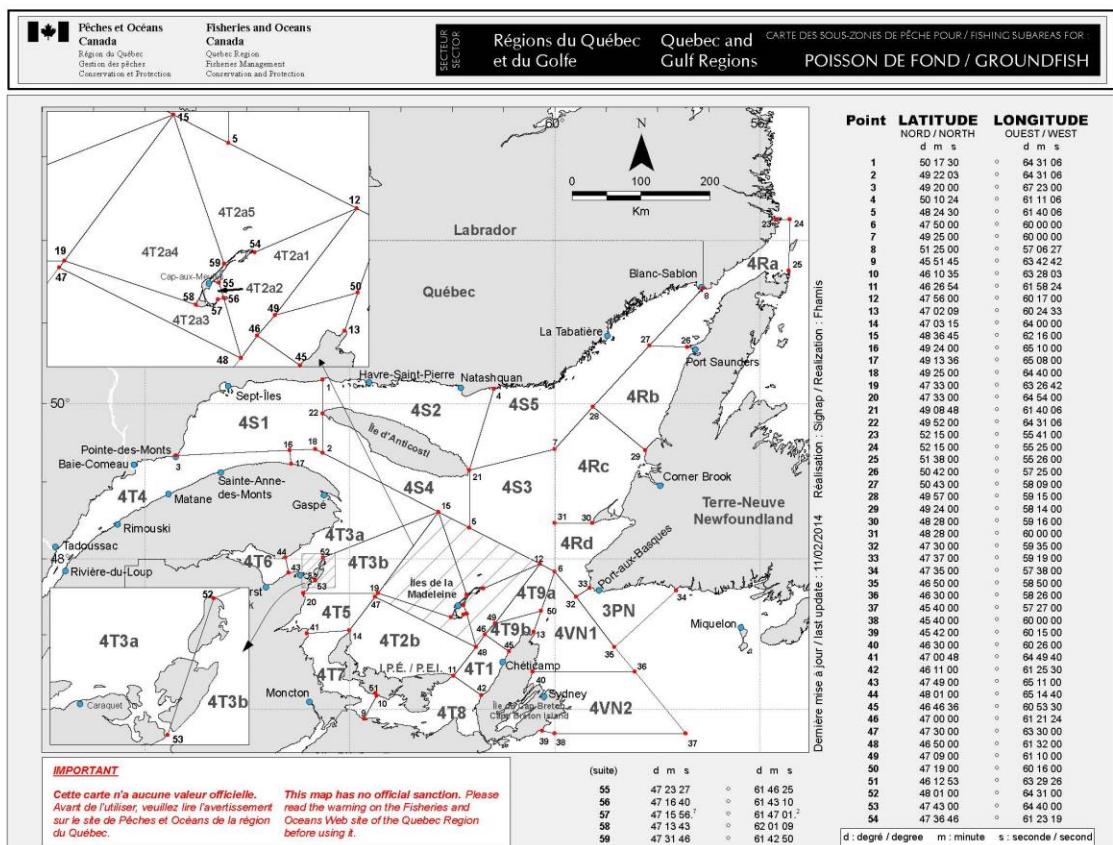 Pêches et Océans
Canada
Région du Québec
Gestion des pêches
Conservation et Protection
Fisheries and Oceans
Canada
Quebec Region
Fisheries Management
Conservation and Protection
SECTEUR
SECTOR
Régions du Québec
et du Golfe
Quebec and
Gulf Regions
CARTE DES SOUS-ZONES DE PÊCHE POUR / FISHING SUBAREAS FOR :
POISSON DE FOND / GROUNDFISH
60°
N
0 50 100 200
Km
Labrador
Québec
Blanc-Sablon
4Ra
La Tabatière
Port Saunders
4Rb
4T2a5
4T2a4
4T2a1
Cap-aux-Meules
4T2a2
4T2a3
50°
Sept-Îles
Havre-Saint-Pierre
Natashquan
4S1
4S2
4S5
Île d'Anticosti
Pointe-des-Monts
Baie-Comeau
4Rc
Corner Brook
Sainte-Anne-
des-Monts
4S4
4S3
4T4
Matane
Gaspé
Rimouski
4T3a
Terre-Neuve
Newfoundland
4Rd
Tadoussac
48°
4T6
4T3b
Rivière-du-Loup
Îles de la
Madeleine
Port-aux-Basques
4T9a
3PN
4T5
4T2b
4T9b
4VN1
Miquelon
4T3a
I.P.É. / P.E.I.
4T1
Chéticamp
4T7
4T3b
Moncton
Sydney
Caraquet
4T8
Île du Cap-Breton
Cape Breton Island
4VN2
Réalisation : Sighap / Realization : Fhamis
Dernière mise à jour / last update : 11/02/2014
Point LATITUDE LONGITUDE
NORD / NORTH OUEST / WEST
d m s d m s
1 50 17 30 ° 64 31 06
2 49 22 03 ° 64 31 06
3 49 20 00 ° 67 23 00
4 50 10 24 ° 61 11 06
5 48 24 30 ° 61 40 06
6 47 50 00 ° 60 00 00
7 49 25 00 ° 60 00 00
8 51 25 00 ° 57 06 27
9 45 51 45 ° 63 42 42
10 46 10 35 ° 63 28 03
11 46 26 54 ° 61 58 24
12 47 56 00 ° 60 17 00
13 47 02 09 ° 60 24 33
14 47 03 15 ° 64 00 00
15 48 36 45 ° 62 16 00
16 49 24 00 ° 65 10 00
17 49 13 36 ° 65 08 00
18 49 25 00 ° 64 40 00
19 47 33 00 ° 63 26 42
20 47 33 00 ° 64 54 00
21 49 08 48 ° 61 40 06
22 49 52 00 ° 64 31 06
23 52 15 00 ° 55 41 00
24 52 15 00 ° 55 25 00
25 51 38 00 ° 55 26 00
26 50 42 00 ° 57 25 00
27 50 43 00 ° 58 09 00
28 49 57 00 ° 59 15 00
29 49 24 00 ° 58 14 00
30 48 28 00 ° 59 16 00
31 48 28 00 ° 60 00 00
32 47 30 00 ° 59 35 00
33 47 37 00 ° 59 19 00
34 47 35 00 ° 57 38 00
35 46 50 00 ° 58 50 00
36 46 30 00 ° 58 26 00
37 45 40 00 ° 57 27 00
38 45 40 00 ° 60 00 00
39 45 42 00 ° 60 15 00
40 46 30 00 ° 60 26 00
41 47 00 48 ° 64 49 40
42 46 11 00 ° 61 25 30
43 47 49 00 ° 65 11 00
44 48 01 00 ° 65 14 40
45 46 46 36 ° 60 53 30
46 47 00 00 ° 61 21 24
47 47 30 00 ° 63 30 00
48 46 50 00 ° 61 32 00
49 47 09 00 ° 61 10 00
50 47 19 00 ° 60 16 00
51 46 12 53 ° 63 29 26
52 48 01 00 ° 64 31 00
53 47 43 00 ° 64 40 00
54 47 36 46 ° 61 23 19
d : degré / degree m : minute s : seconde / second
(suite) d m s d m s
55 47 23 27 ° 61 46 25
56 47 16 40 ° 61 43 10
57 47 15 56.7 ° 61 47 01.2
58 47 13 43 ° 62 01 09
59 47 31 46 ° 61 42 50
IMPORTANT
Cette carte n'a aucune valeur officielle.
Avant de l'utiliser, veuillez lire l'avertissement
sur le site de Pêches et Océans de la région
du Québec.
This map has no official sanction. Please
read the warning on the Fisheries and
Oceans Web site of the Quebec Region
before using it.